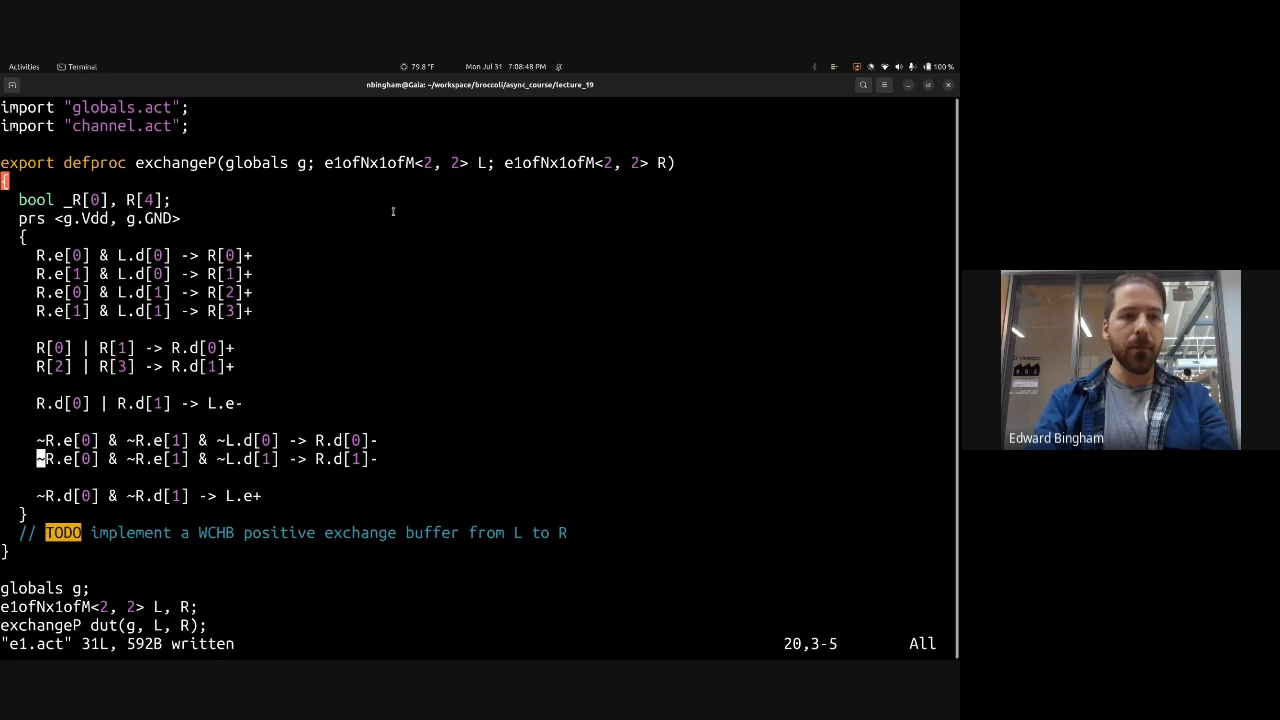 Activities Terminal 79.8 °F Mon Jul 31 7:08:48 PM 100 %
nbingham@Gaia: ~/workspace/broccoli/async_course/lecture_19
import "globals.act";
import "channel.act";
export defproc exchangeP(globals g; e1ofNx1ofM<2, 2> L; e1ofNx1ofM<2, 2> R)
{
bool _R[0], R[4];
prs <g.Vdd, g.GND>
{
R.e[0] & L.d[0] -> R[0]+
R.e[1] & L.d[0] -> R[1]+
R.e[0] & L.d[1] -> R[2]+
R.e[1] & L.d[1] -> R[3]+
R[0] | R[1] -> R.d[0]+
R[2] | R[3] -> R.d[1]+
R.d[0] | R.d[1] -> L.e-
~R.e[0] & ~R.e[1] & ~L.d[0] -> R.d[0]-
~R.e[0] & ~R.e[1] & ~L.d[1] -> R.d[1]-
~R.d[0] & ~R.d[1] -> L.e+
}
// TODO implement a WCHB positive exchange buffer from L to R
}
globals g;
e1ofNx1ofM<2, 2> L, R;
exchangeP dut(g, L, R);
"e1.act" 31L, 592B written 20,3-5 All
Edward Bingham